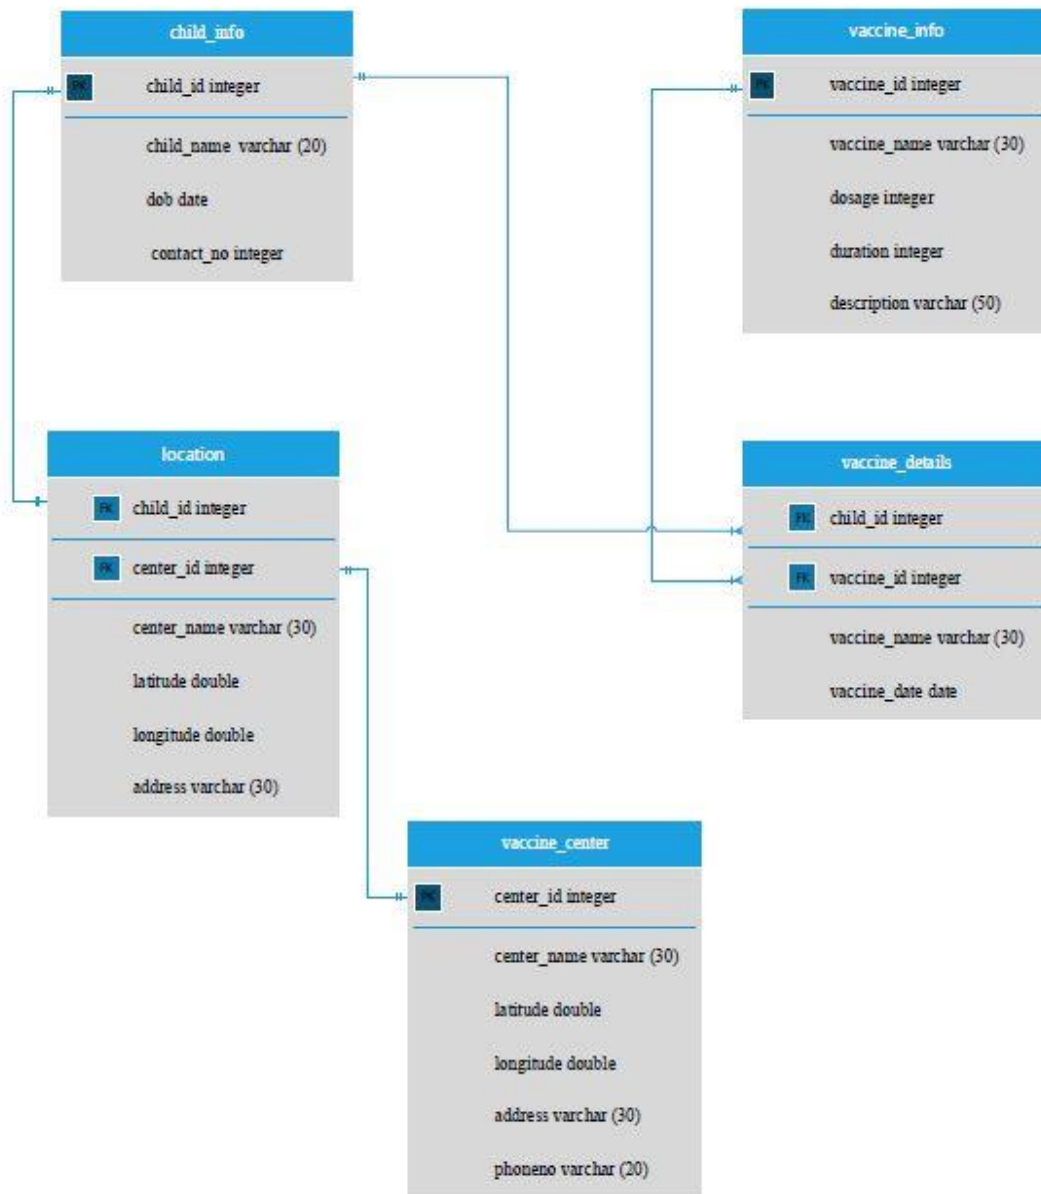 child_info
PK child_id integer
child_name varchar (20)
dob date
contact_no integer
vaccine_info
PK vaccine_id integer
vaccine_name varchar (30)
dosage integer
duration integer
description varchar (50)
location
FK child_id integer
FK center_id integer
center_name varchar (30)
latitude double
longitude double
address varchar (30)
vaccine_details
FK child_id integer
FK vaccine_id integer
vaccine_name varchar (30)
vaccine_date date
vaccine_center
PK center_id integer
center_name varchar (30)
latitude double
longitude double
address varchar (30)
phoneno varchar (20)